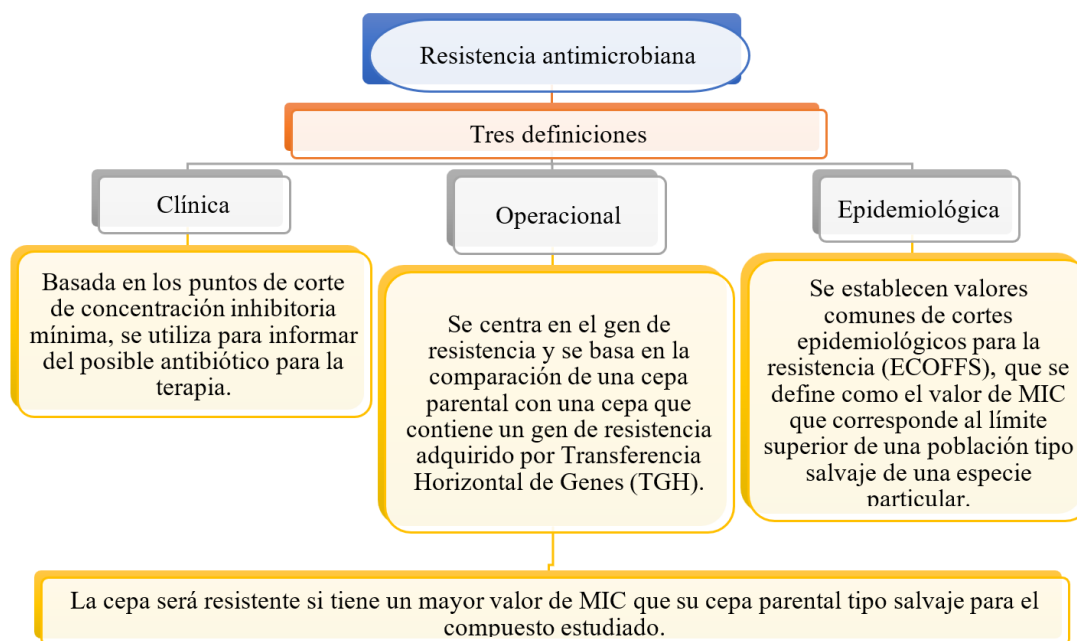 Resistencia antimicrobiana
Tres definiciones
Clínica
Basada en los puntos de corte
de concentración inhibitoria
mínima, se utiliza para informar
del posible antibiótico para la
terapia.
Operacional
Se centra en el gen de
resistencia y se basa en la
comparación de una cepa
parental con una cepa que
contiene un gen de resistencia
adquirido por Transferencia
Horizontal de Genes (TGH).
Epidemiológica
Se establecen valores
comunes de cortes
epidemiológicos para la
resistencia (ECOFFS), que se
define como el valor de MIC
que corresponde al límite
superior de una población tipo
salvaje de una especie
particular.
La cepa será resistente si tiene un mayor valor de MIC que su cepa parental tipo salvaje para el
compuesto estudiado.